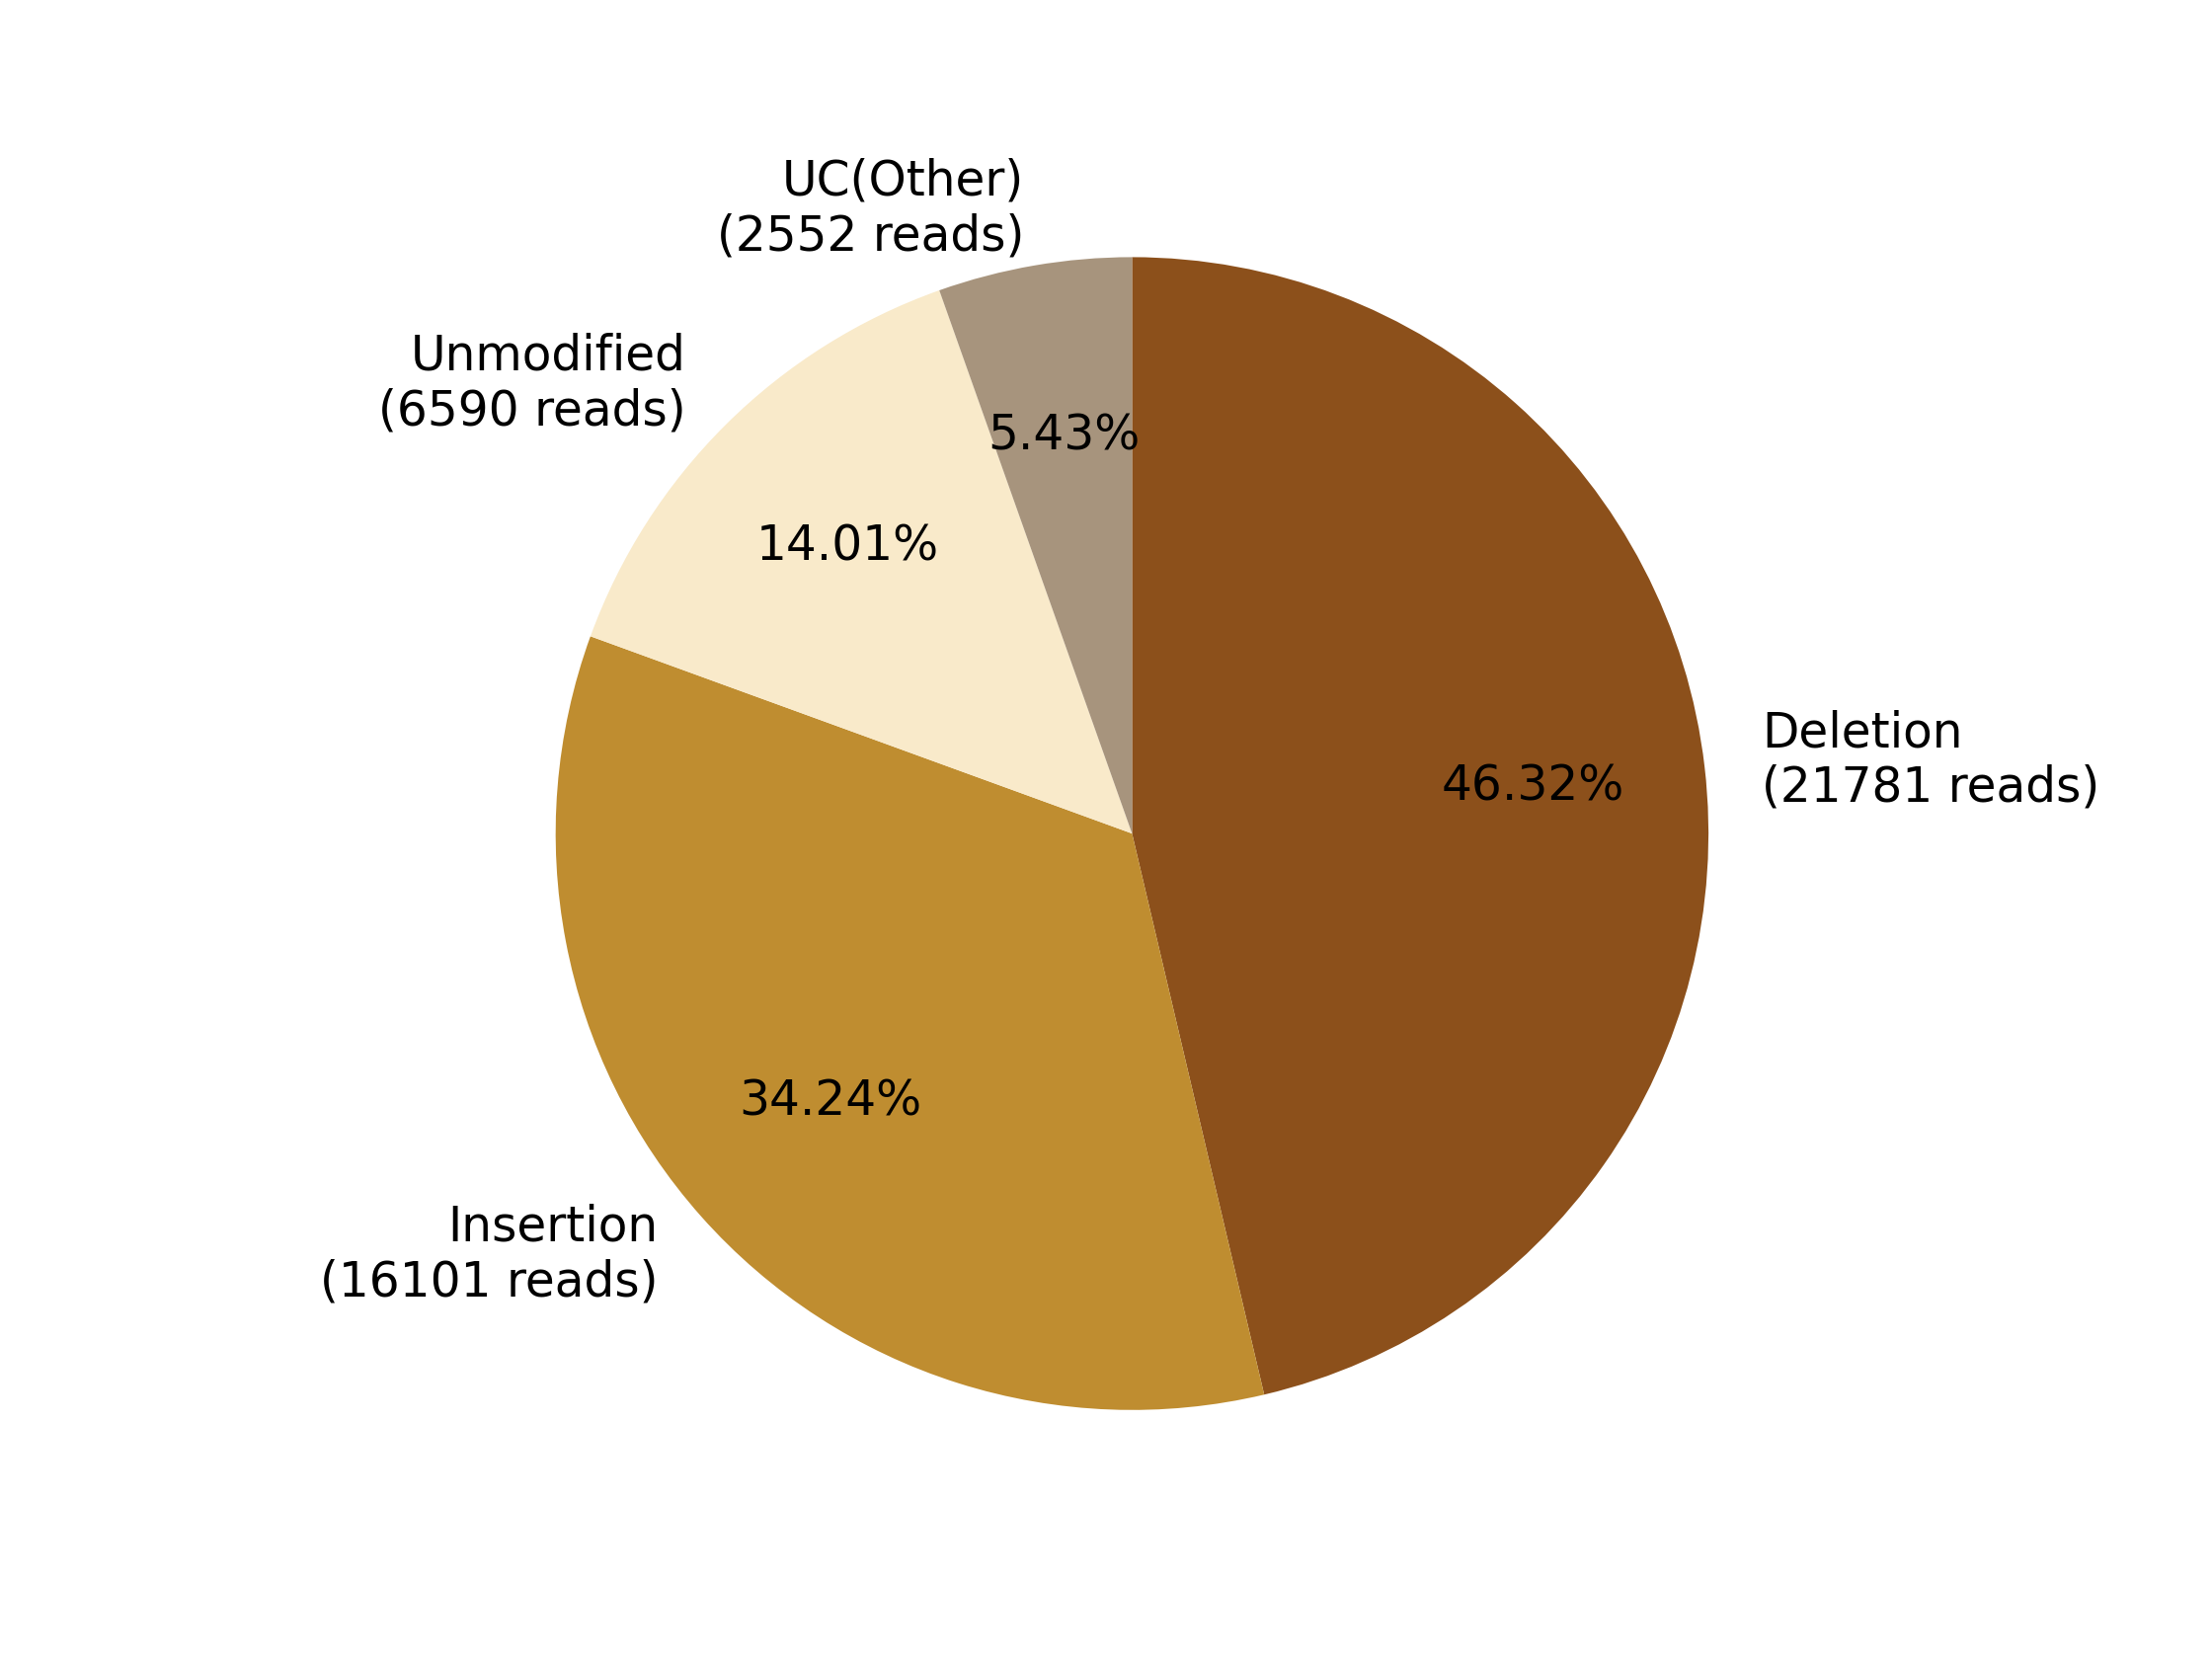 UC(Other)
(2552 reads)
Unmodified
(6590 reads)
5.43%
14.01%
Deletion
(21781 reads)
46.32%
34.24%
Insertion
(16101 reads)